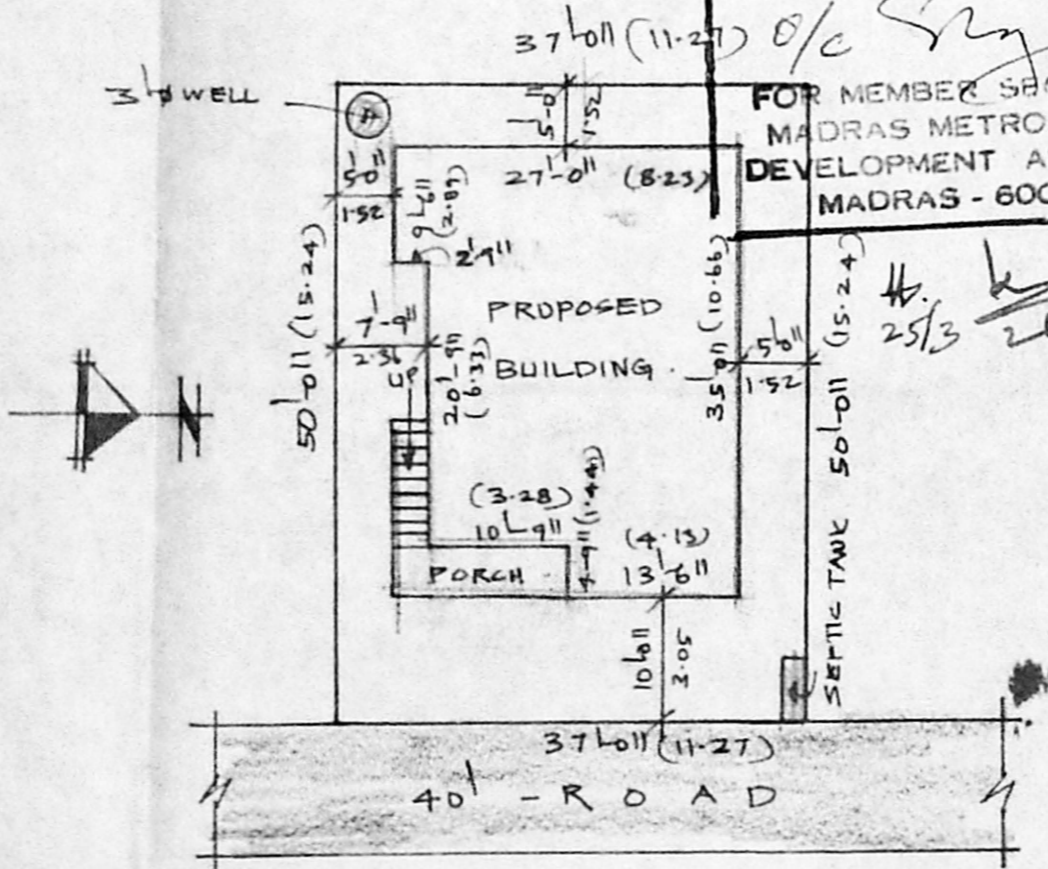 37'-0" (11.27) O/C
3'φ WELL
FOR MEMBER SE
MADRAS METRO
DEVELOPMENT A
MADRAS - 600
5'-0"
1.52
5'-0"
1.52
27'-0" (8.23)
9'-6"
(2.89)
2'-9"
50'-0" (15.24)
7'-9"
2.36
UP
20'-9"
(6.33)
PROPOSED
BUILDING
35'-0" (10.66)
5'-0"
1.52
50'-0" (15.24)
25/3
N
(3.28)
10'-9"
4'-9" (1.44)
(4.13)
13'-6"
PORCH
10'-0"
3.05
SEPTIC TANK
37'-0" (11.27)
40' - ROAD